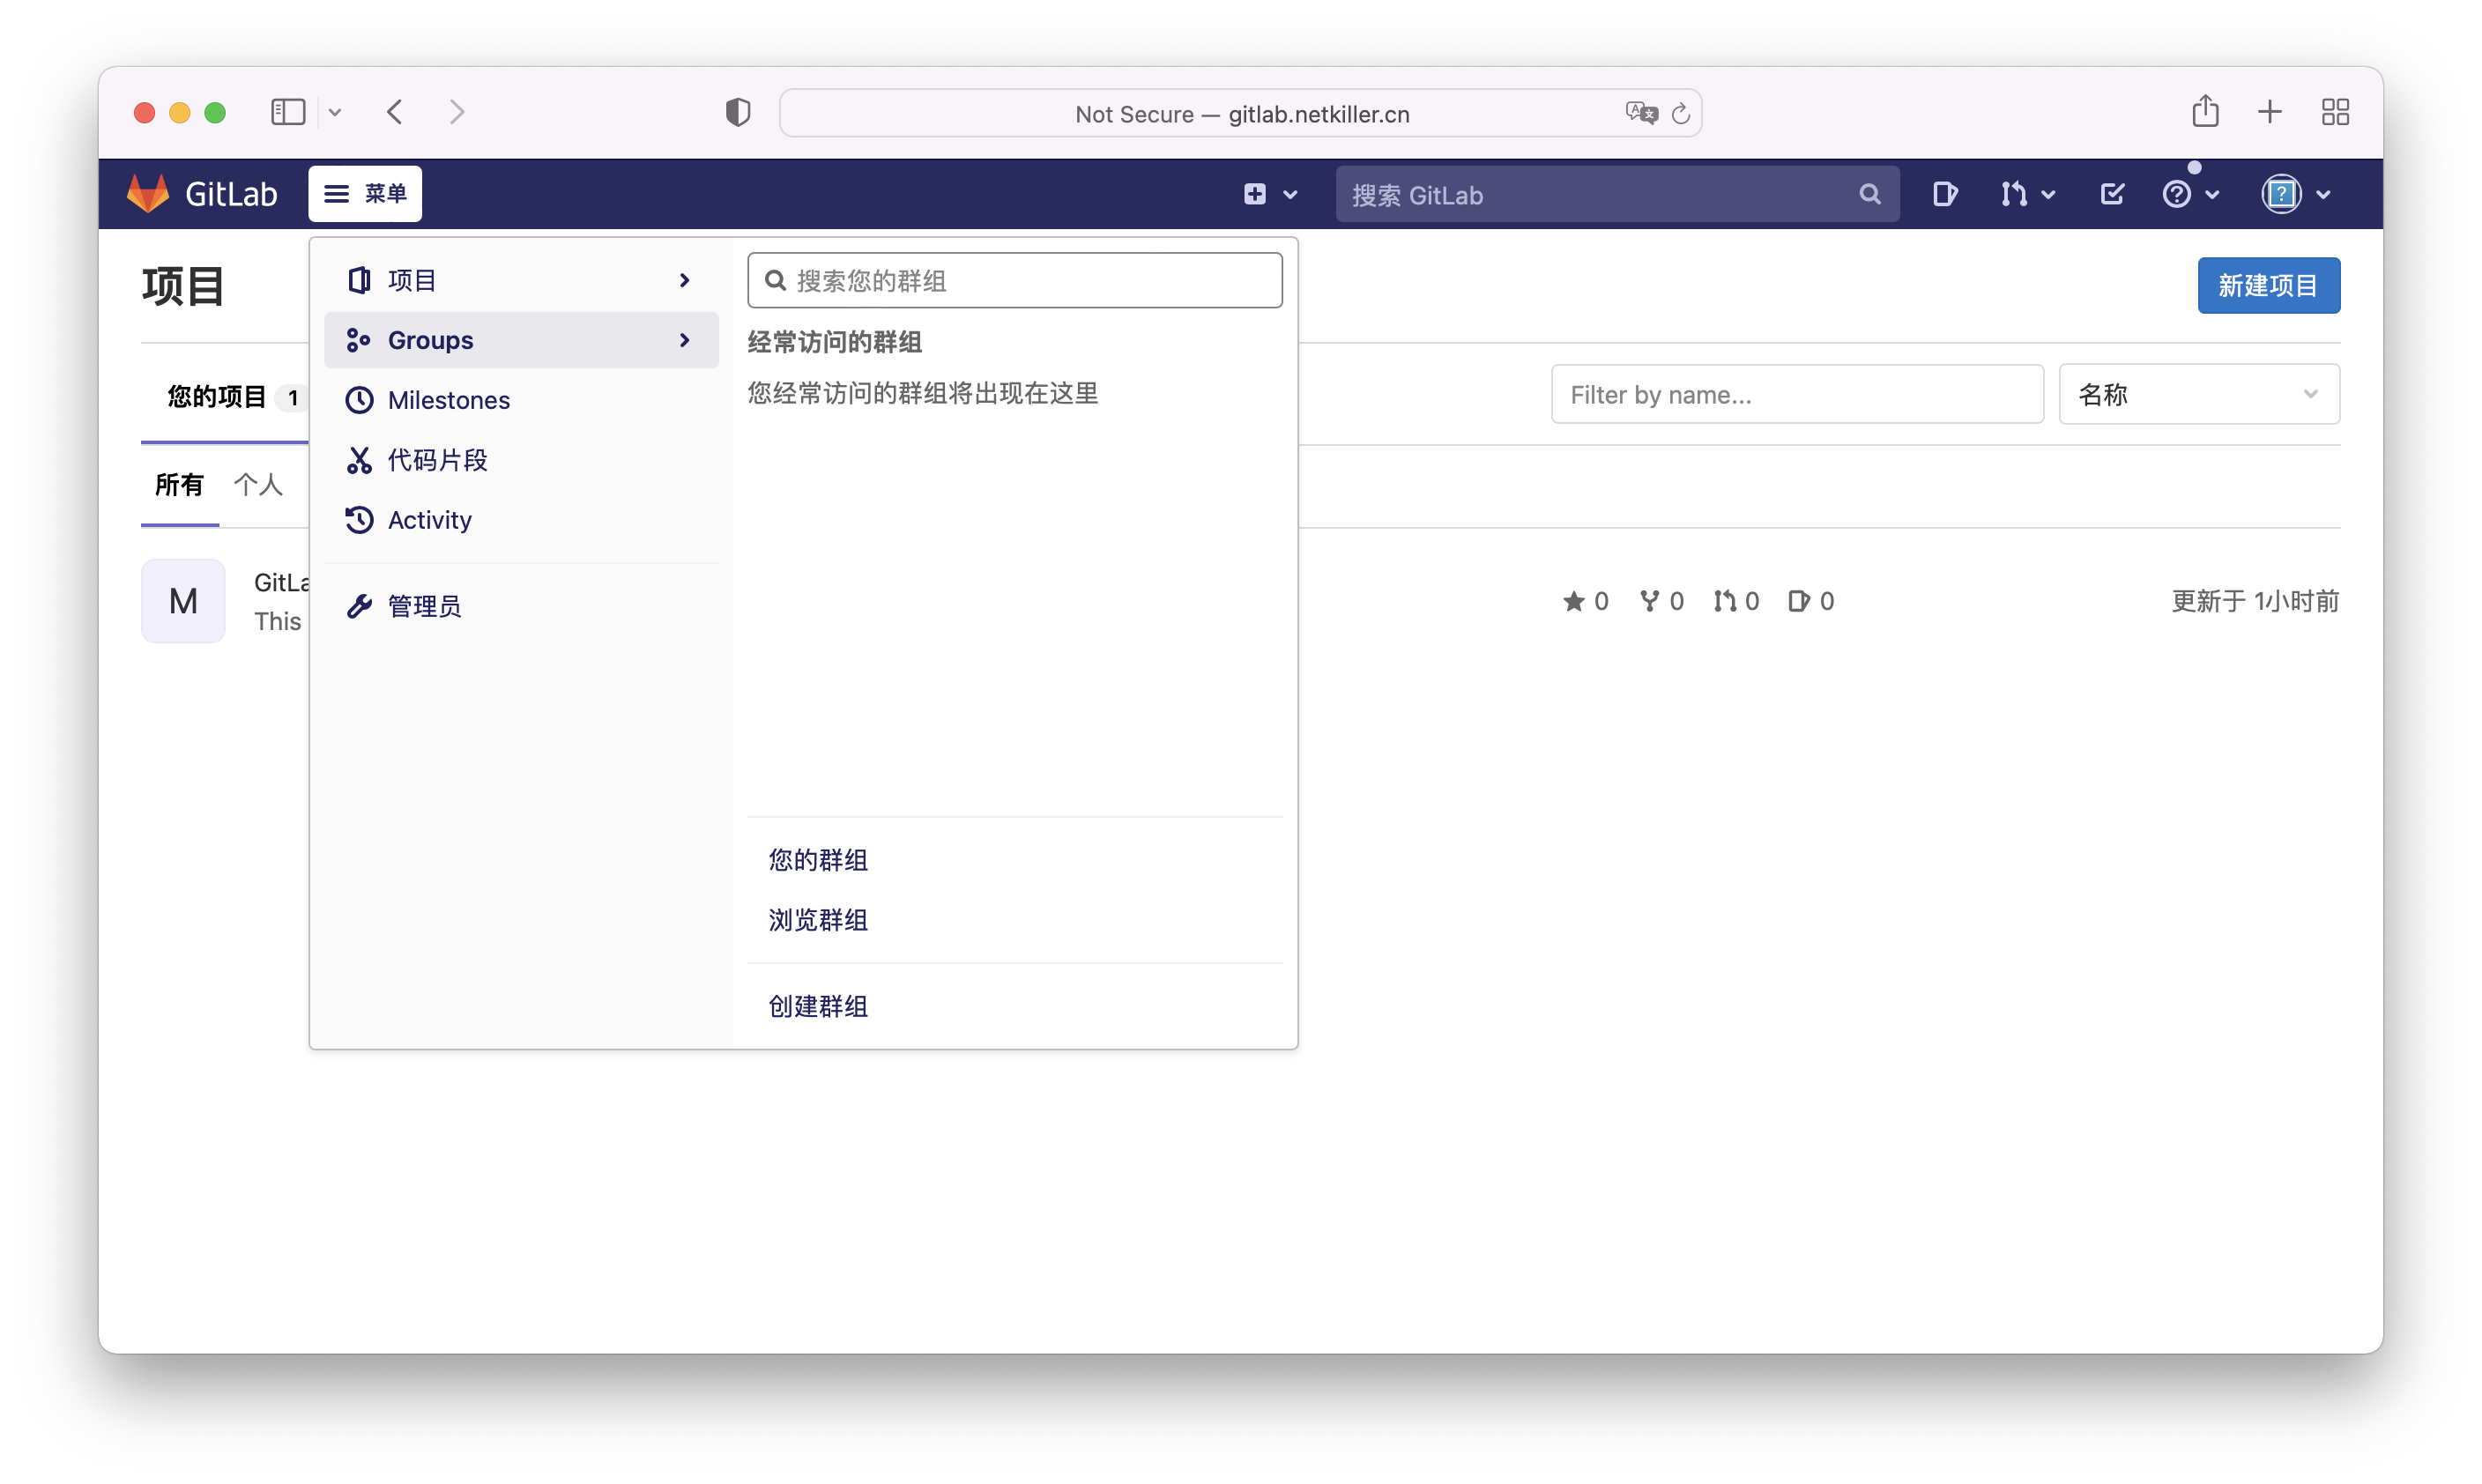 Not Secure — gitlab.netkiller.cn
GitLab
菜单
搜索 GitLab
项目
新建项目
您的项目 1
Filter by name...
名称
所有
个人
M
This
0
0
0
0
更新于 1小时前
项目
Groups
Milestones
代码片段
Activity
管理员
搜索您的群组
经常访问的群组
您经常访问的群组将出现在这里
您的群组
浏览群组
创建群组